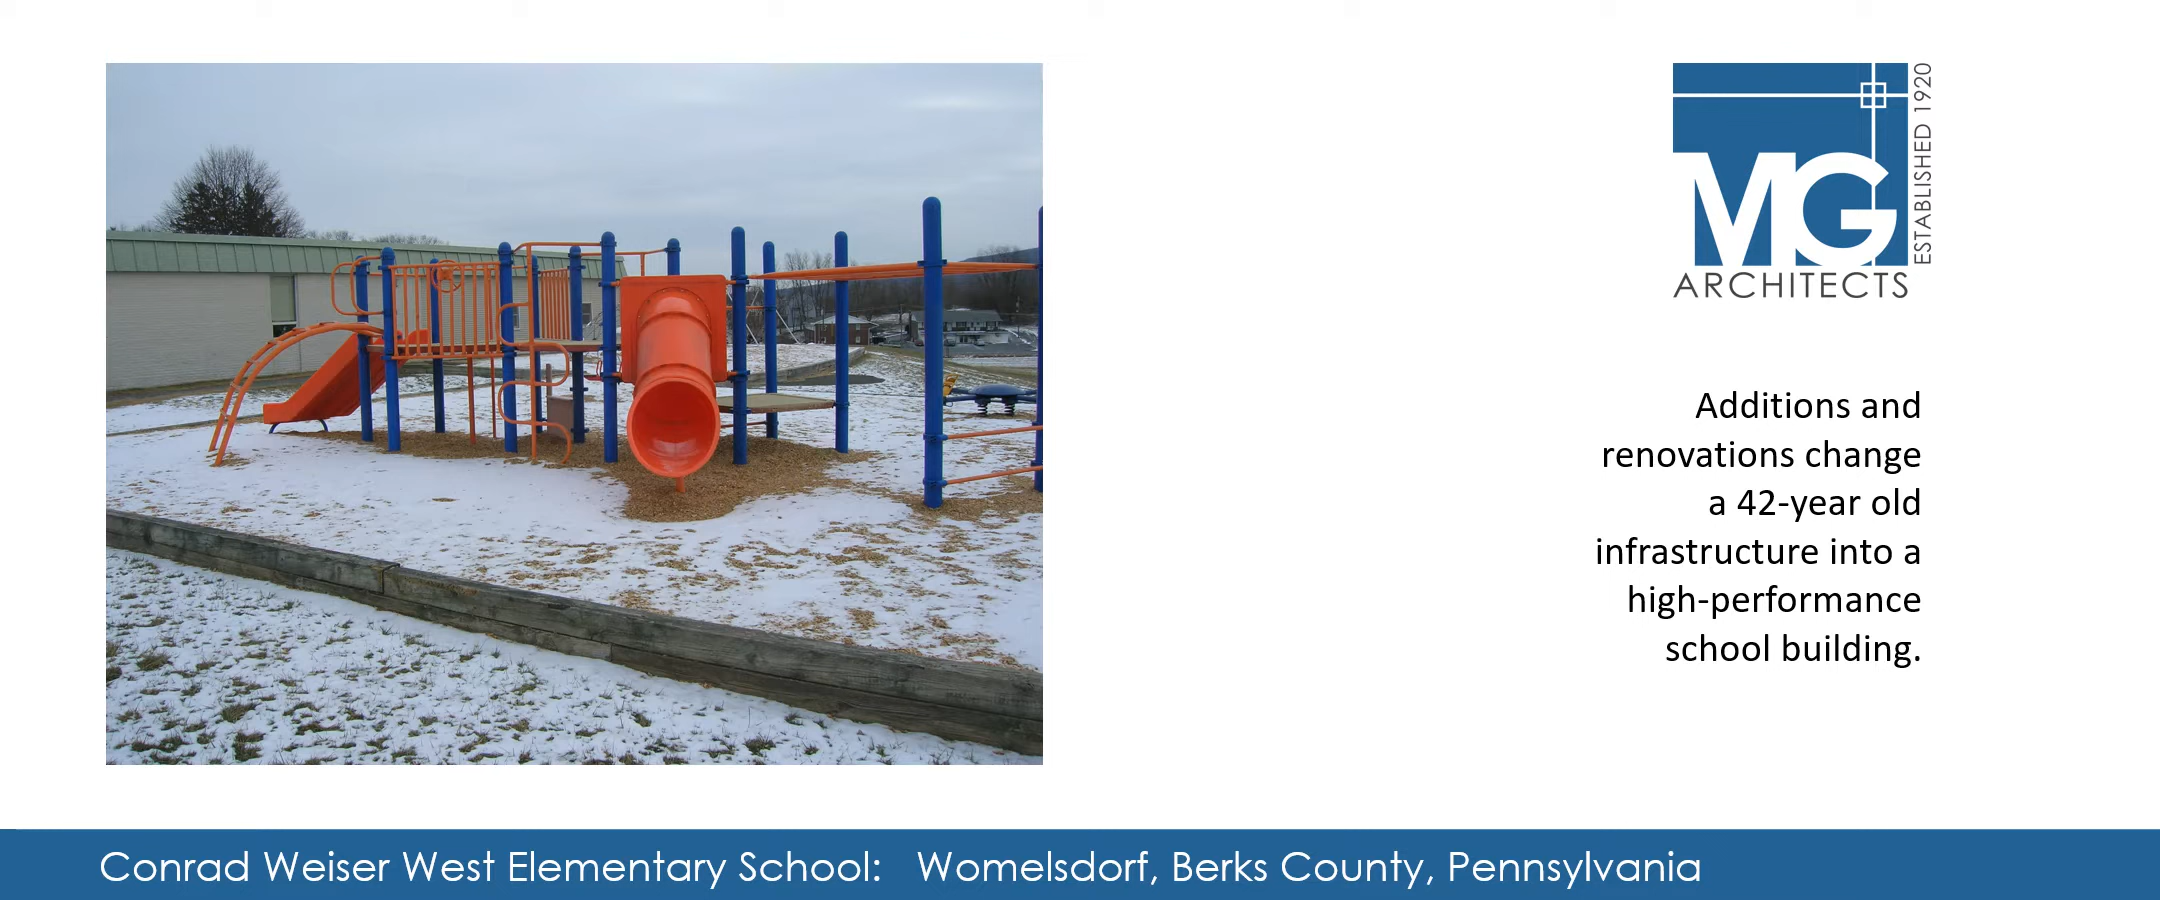 MG
ARCHITECTS
ESTABLISHED 1920
Additions and
renovations change
a 42-year old
infrastructure into a
high-performance
school building.
Conrad Weiser West Elementary School:   Womelsdorf, Berks County, Pennsylvania